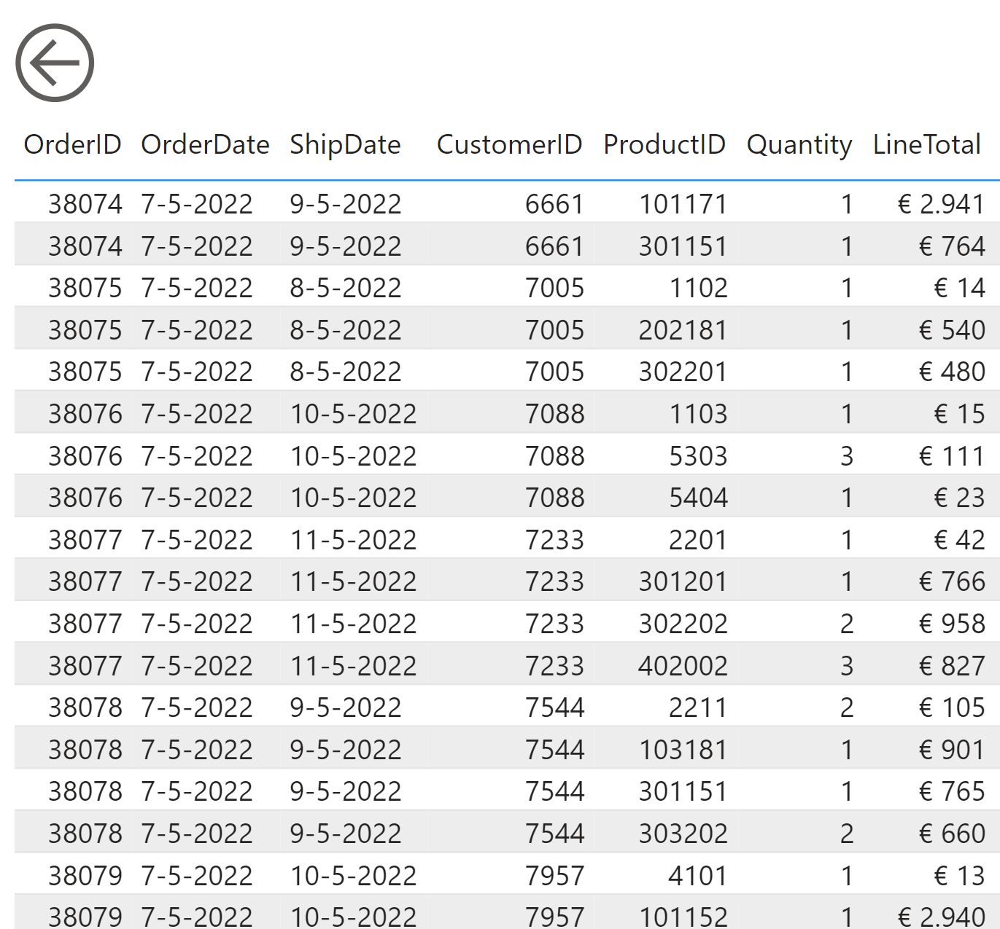 OrderID OrderDate ShipDate CustomerID ProductID Quantity LineTotal
38074 7-5-2022 9-5-2022 6661 101171 1 € 2.941
38074 7-5-2022 9-5-2022 6661 301151 1 € 764
38075 7-5-2022 8-5-2022 7005 1102 1 € 14
38075 7-5-2022 8-5-2022 7005 202181 1 € 540
38075 7-5-2022 8-5-2022 7005 302201 1 € 480
38076 7-5-2022 10-5-2022 7088 1103 1 € 15
38076 7-5-2022 10-5-2022 7088 5303 3 € 111
38076 7-5-2022 10-5-2022 7088 5404 1 € 23
38077 7-5-2022 11-5-2022 7233 2201 1 € 42
38077 7-5-2022 11-5-2022 7233 301201 1 € 766
38077 7-5-2022 11-5-2022 7233 302202 2 € 958
38077 7-5-2022 11-5-2022 7233 402002 3 € 827
38078 7-5-2022 9-5-2022 7544 2211 2 € 105
38078 7-5-2022 9-5-2022 7544 103181 1 € 901
38078 7-5-2022 9-5-2022 7544 301151 1 € 765
38078 7-5-2022 9-5-2022 7544 303202 2 € 660
38079 7-5-2022 10-5-2022 7957 4101 1 € 13
38079 7-5-2022 10-5-2022 7957 101152 1 € 2.940